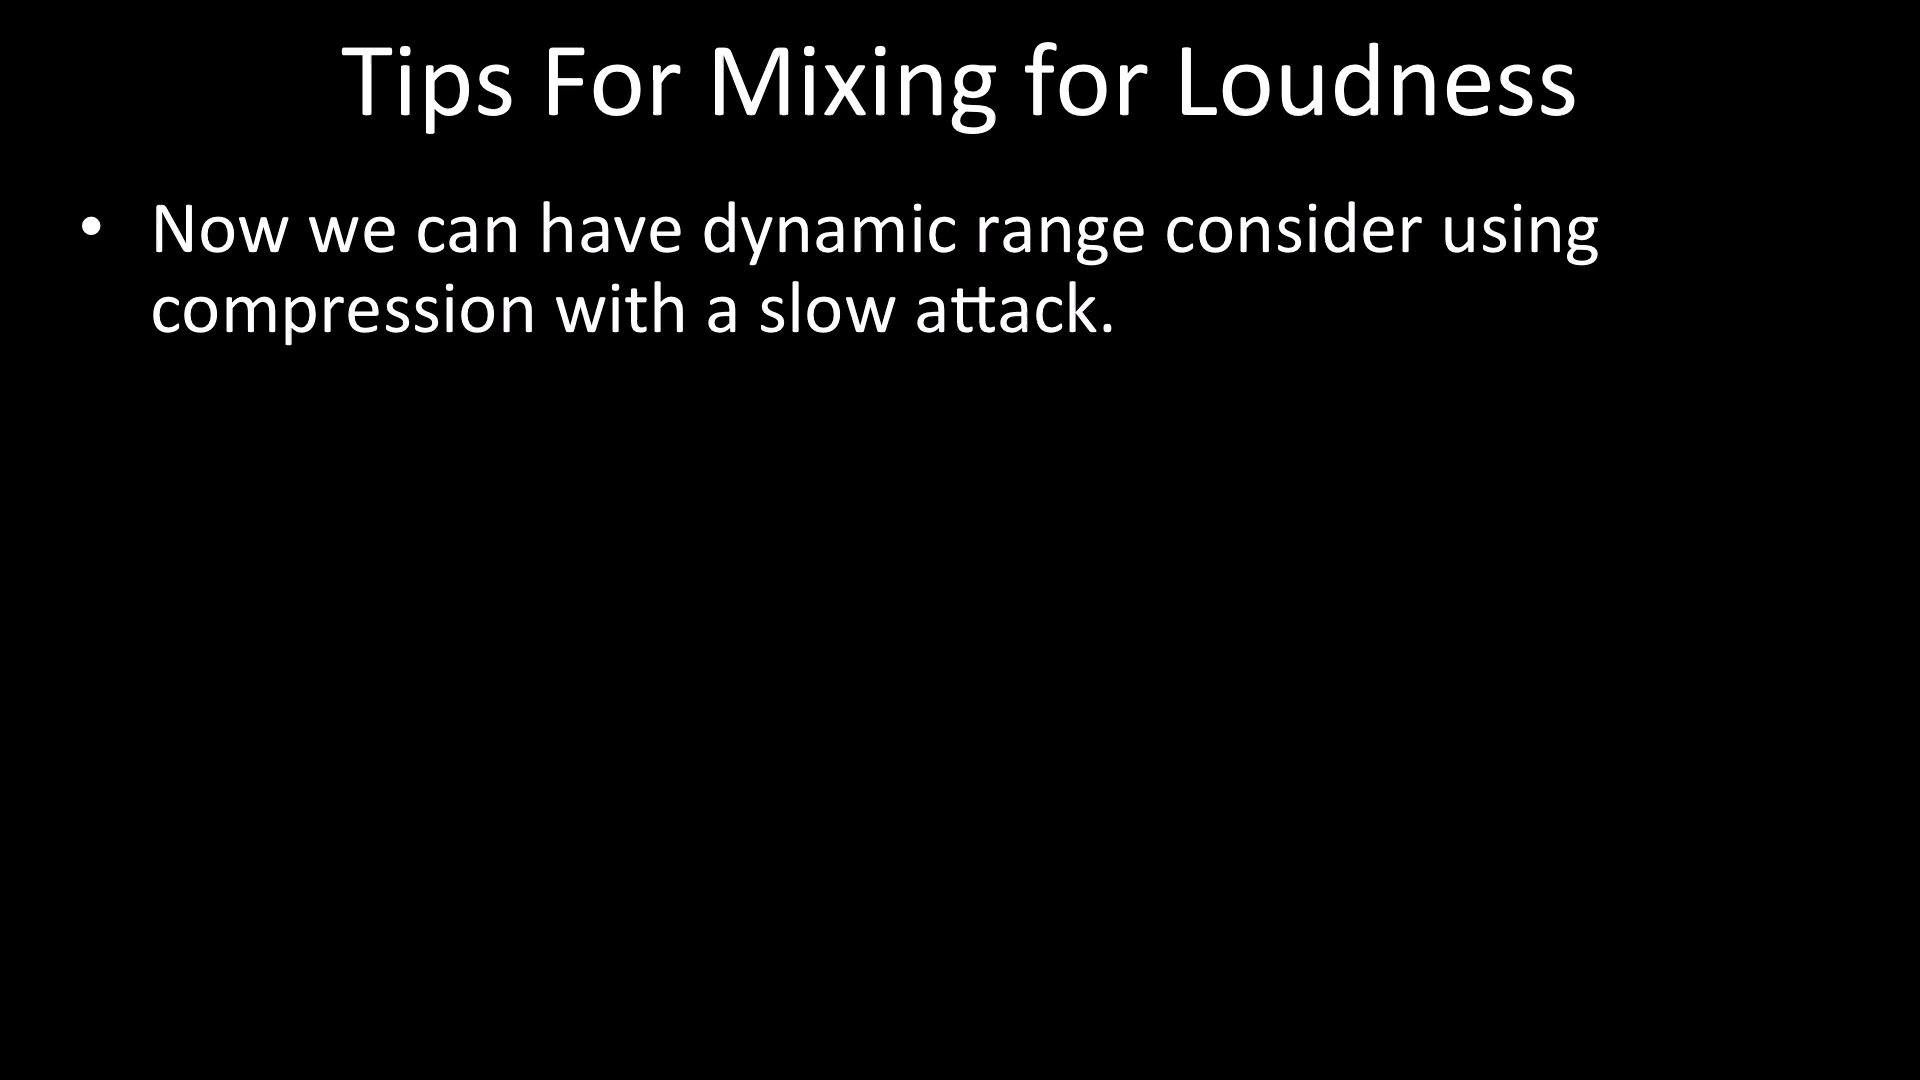 Tips For Mixing for Loudness
• Now we can have dynamic range consider using
compression with a slow attack.